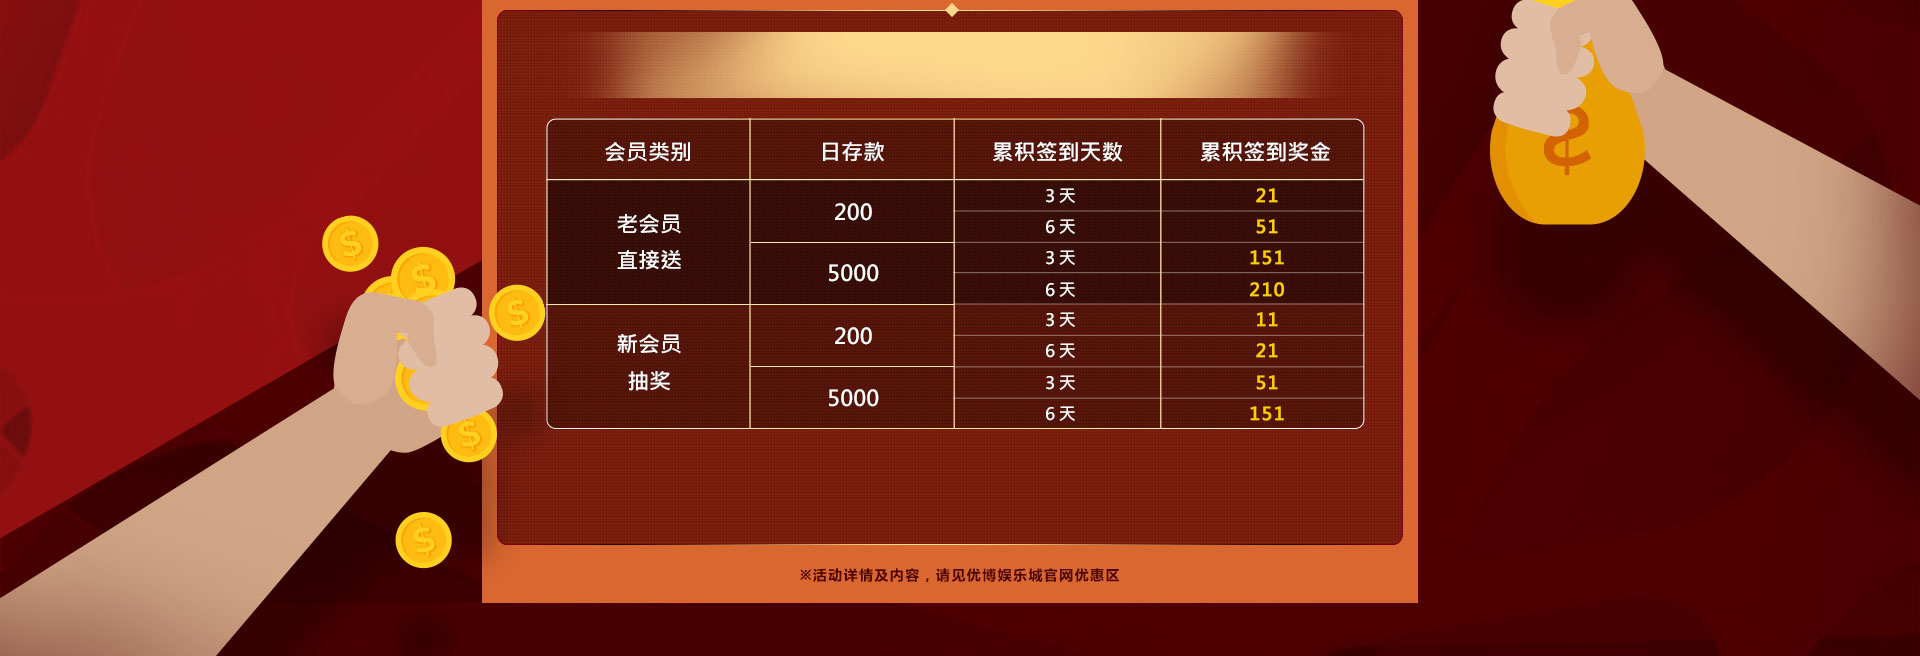 会员类别 日存款 累积签到天数 累积签到奖金
老会员
直接送
200
3 天 21
6 天 51
5000
3 天 151
6 天 210
新会员
抽奖
200
3 天 11
6 天 21
5000
3 天 51
6 天 151
※活动详情及内容，请见优博娱乐城官网优惠区